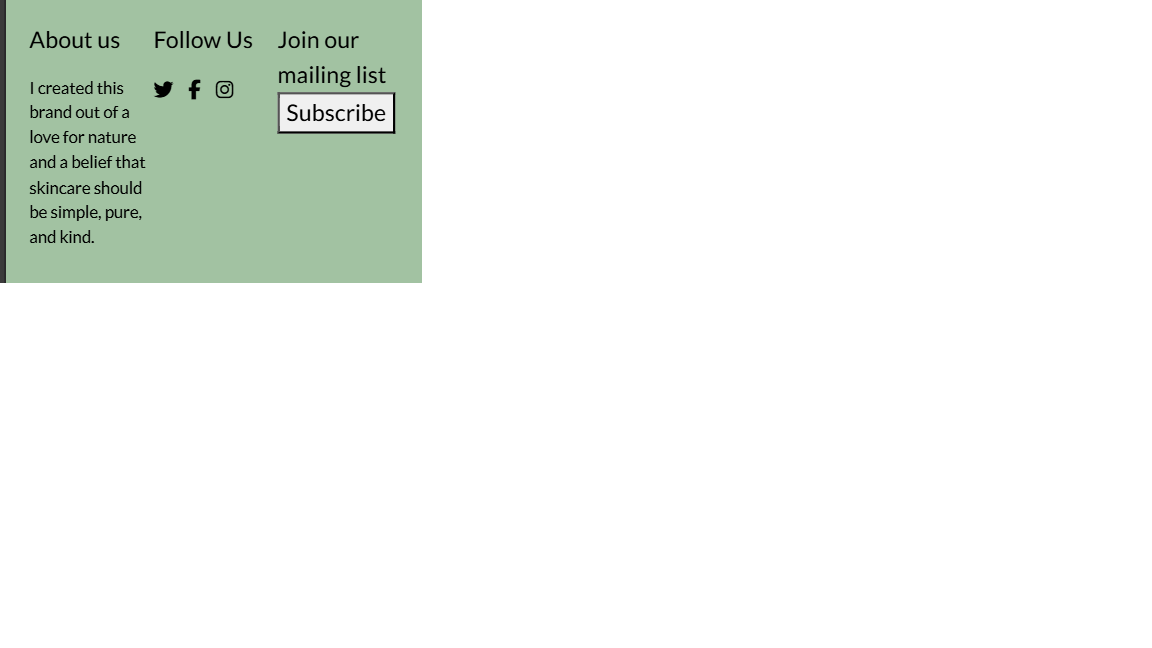 About us
I created this
brand out of a
love for nature
and a belief that
skincare should
be simple, pure,
and kind.
Follow Us
Join our
mailing list
Subscribe